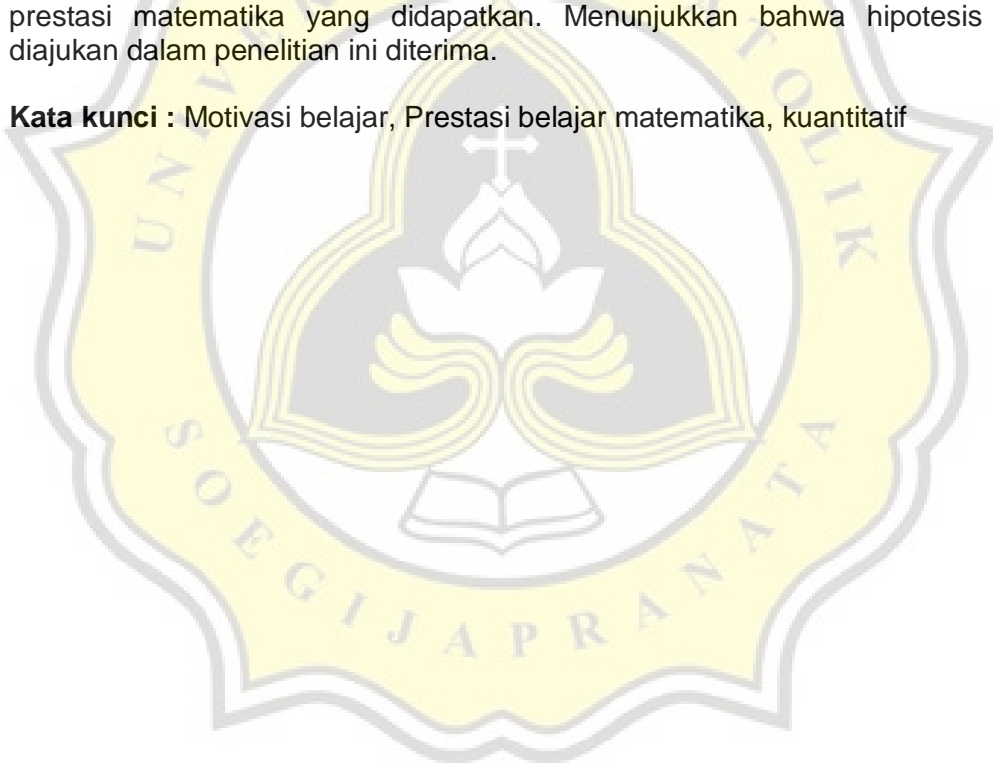 prestasi matematika yang didapatkan. Menunjukkan bahwa hipotesis
diajukan dalam penelitian ini diterima.
Kata kunci : Motivasi belajar, Prestasi belajar matematika, kuantitatif
SOEGIJAPRANATA